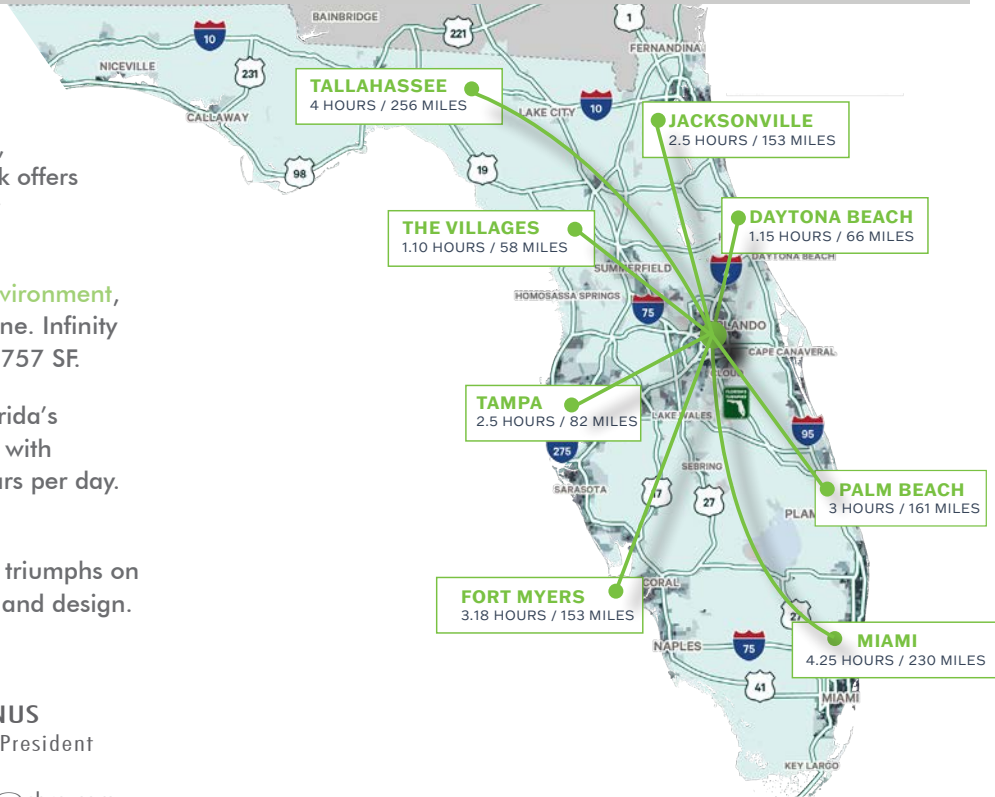 k offers
vironment,
ne. Infinity
757 SF.
rida's
with
rs per day.
triumphs on
and design.
NUS
President
BAINBRIDGE
1
221
10
FERNANDINA
NICEVILLE
231
TALLAHASSEE
4 HOURS / 256 MILES
CALLAWAY
LAKE CITY
10
JACKSONVILLE
2.5 HOURS / 153 MILES
98
19
THE VILLAGES
1.10 HOURS / 58 MILES
DAYTONA BEACH
1.15 HOURS / 66 MILES
DAYTONA BEACH
SUMMERFIELD
HOMOSASSA SPRINGS
75
LANDO
CAPE CANAVERAL
CLOUD
TAMPA
2.5 HOURS / 82 MILES
LAKE WALES
95
275
SEBRING
SARASOTA
17
27
PALM BEACH
3 HOURS / 161 MILES
PLAM
CORAL
FORT MYERS
3.18 HOURS / 153 MILES
27
MIAMI
4.25 HOURS / 230 MILES
NAPLES
75
41
MIAMI
KEY LARGO